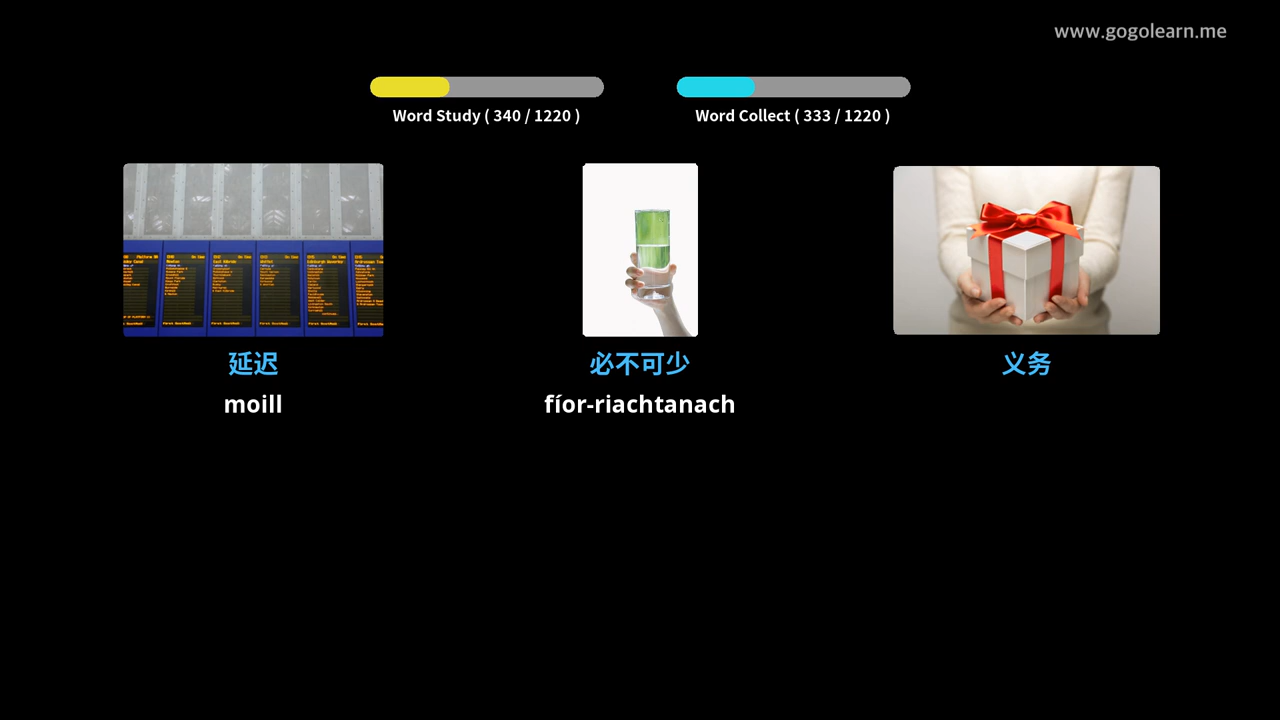 www.gogolearn.me
Word Study ( 340 / 1220 )
Word Collect ( 333 / 1220 )
延迟
必不可少
义务
moill
fíor-riachtanach